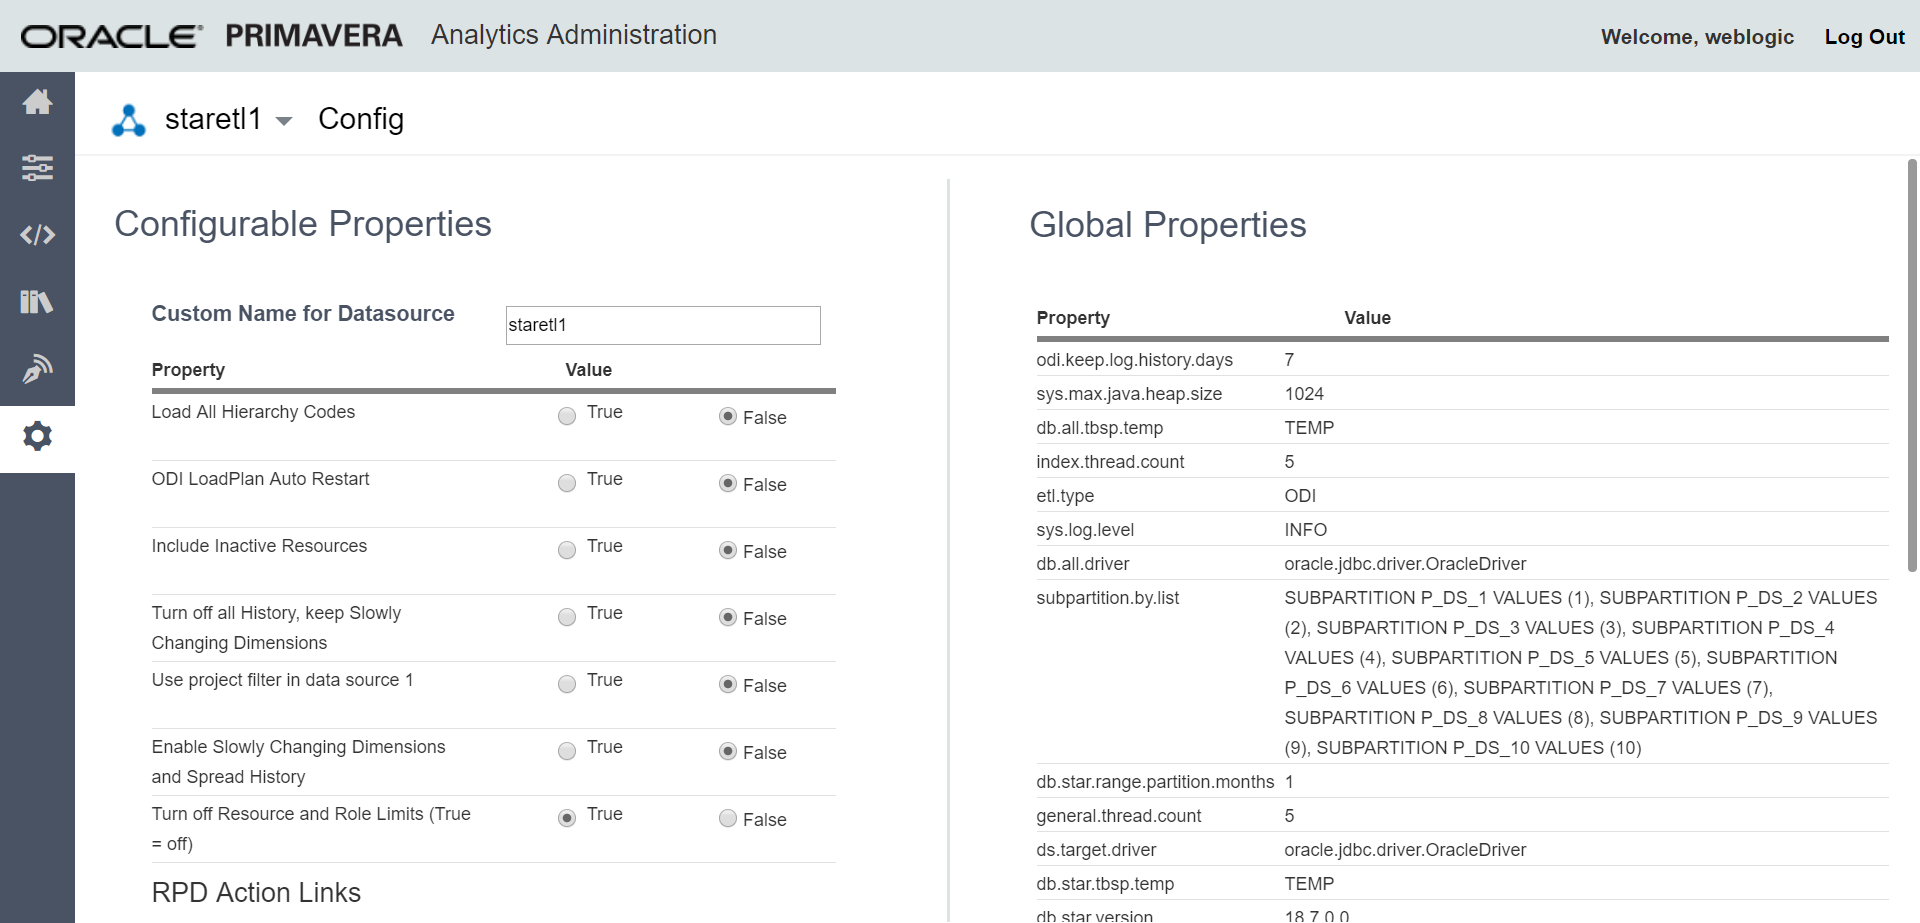 ORACLE PRIMAVERA Analytics Administration
Welcome, weblogic Log Out
staretl1 Config
Configurable Properties
Custom Name for Datasource staretl1
Property Value
Load All Hierarchy Codes True False
ODI LoadPlan Auto Restart True False
Include Inactive Resources True False
Turn off all History, keep Slowly True False
Changing Dimensions
Use project filter in data source 1 True False
Enable Slowly Changing Dimensions True False
and Spread History
Turn off Resource and Role Limits (True True False
= off)
RPD Action Links
Global Properties
Property Value
odi.keep.log.history.days 7
sys.max.java.heap.size 1024
db.all.tbsp.temp TEMP
index.thread.count 5
etl.type ODI
sys.log.level INFO
db.all.driver oracle.jdbc.driver.OracleDriver
subpartition.by.list SUBPARTITION P_DS_1 VALUES (1), SUBPARTITION P_DS_2 VALUES
(2), SUBPARTITION P_DS_3 VALUES (3), SUBPARTITION P_DS_4
VALUES (4), SUBPARTITION P_DS_5 VALUES (5), SUBPARTITION
P_DS_6 VALUES (6), SUBPARTITION P_DS_7 VALUES (7),
SUBPARTITION P_DS_8 VALUES (8), SUBPARTITION P_DS_9 VALUES
(9), SUBPARTITION P_DS_10 VALUES (10)
db.star.range.partition.months 1
general.thread.count 5
ds.target.driver oracle.jdbc.driver.OracleDriver
db.star.tbsp.temp TEMP
db.star.version 18.7.0.0